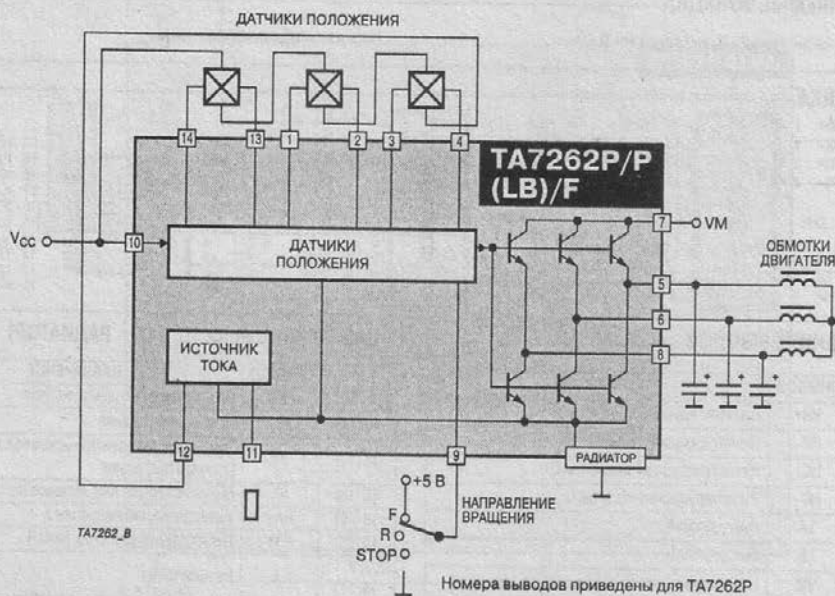 ДАТЧИКИ ПОЛОЖЕНИЯ
14
13
1
2
3
4
TA7262P/P
(LB)/F
7
VM
VCC
10
ДАТЧИКИ
ПОЛОЖЕНИЯ
ОБМОТКИ
ДВИГАТЕЛЯ
5
6
8
+
+
+
ИСТОЧНИК
ТОКА
12
11
9
РАДИАТОР
+5 В
F
R
STOP
НАПРАВЛЕНИЕ
ВРАЩЕНИЯ
TA7262_B
Номера выводов приведены для TA7262P